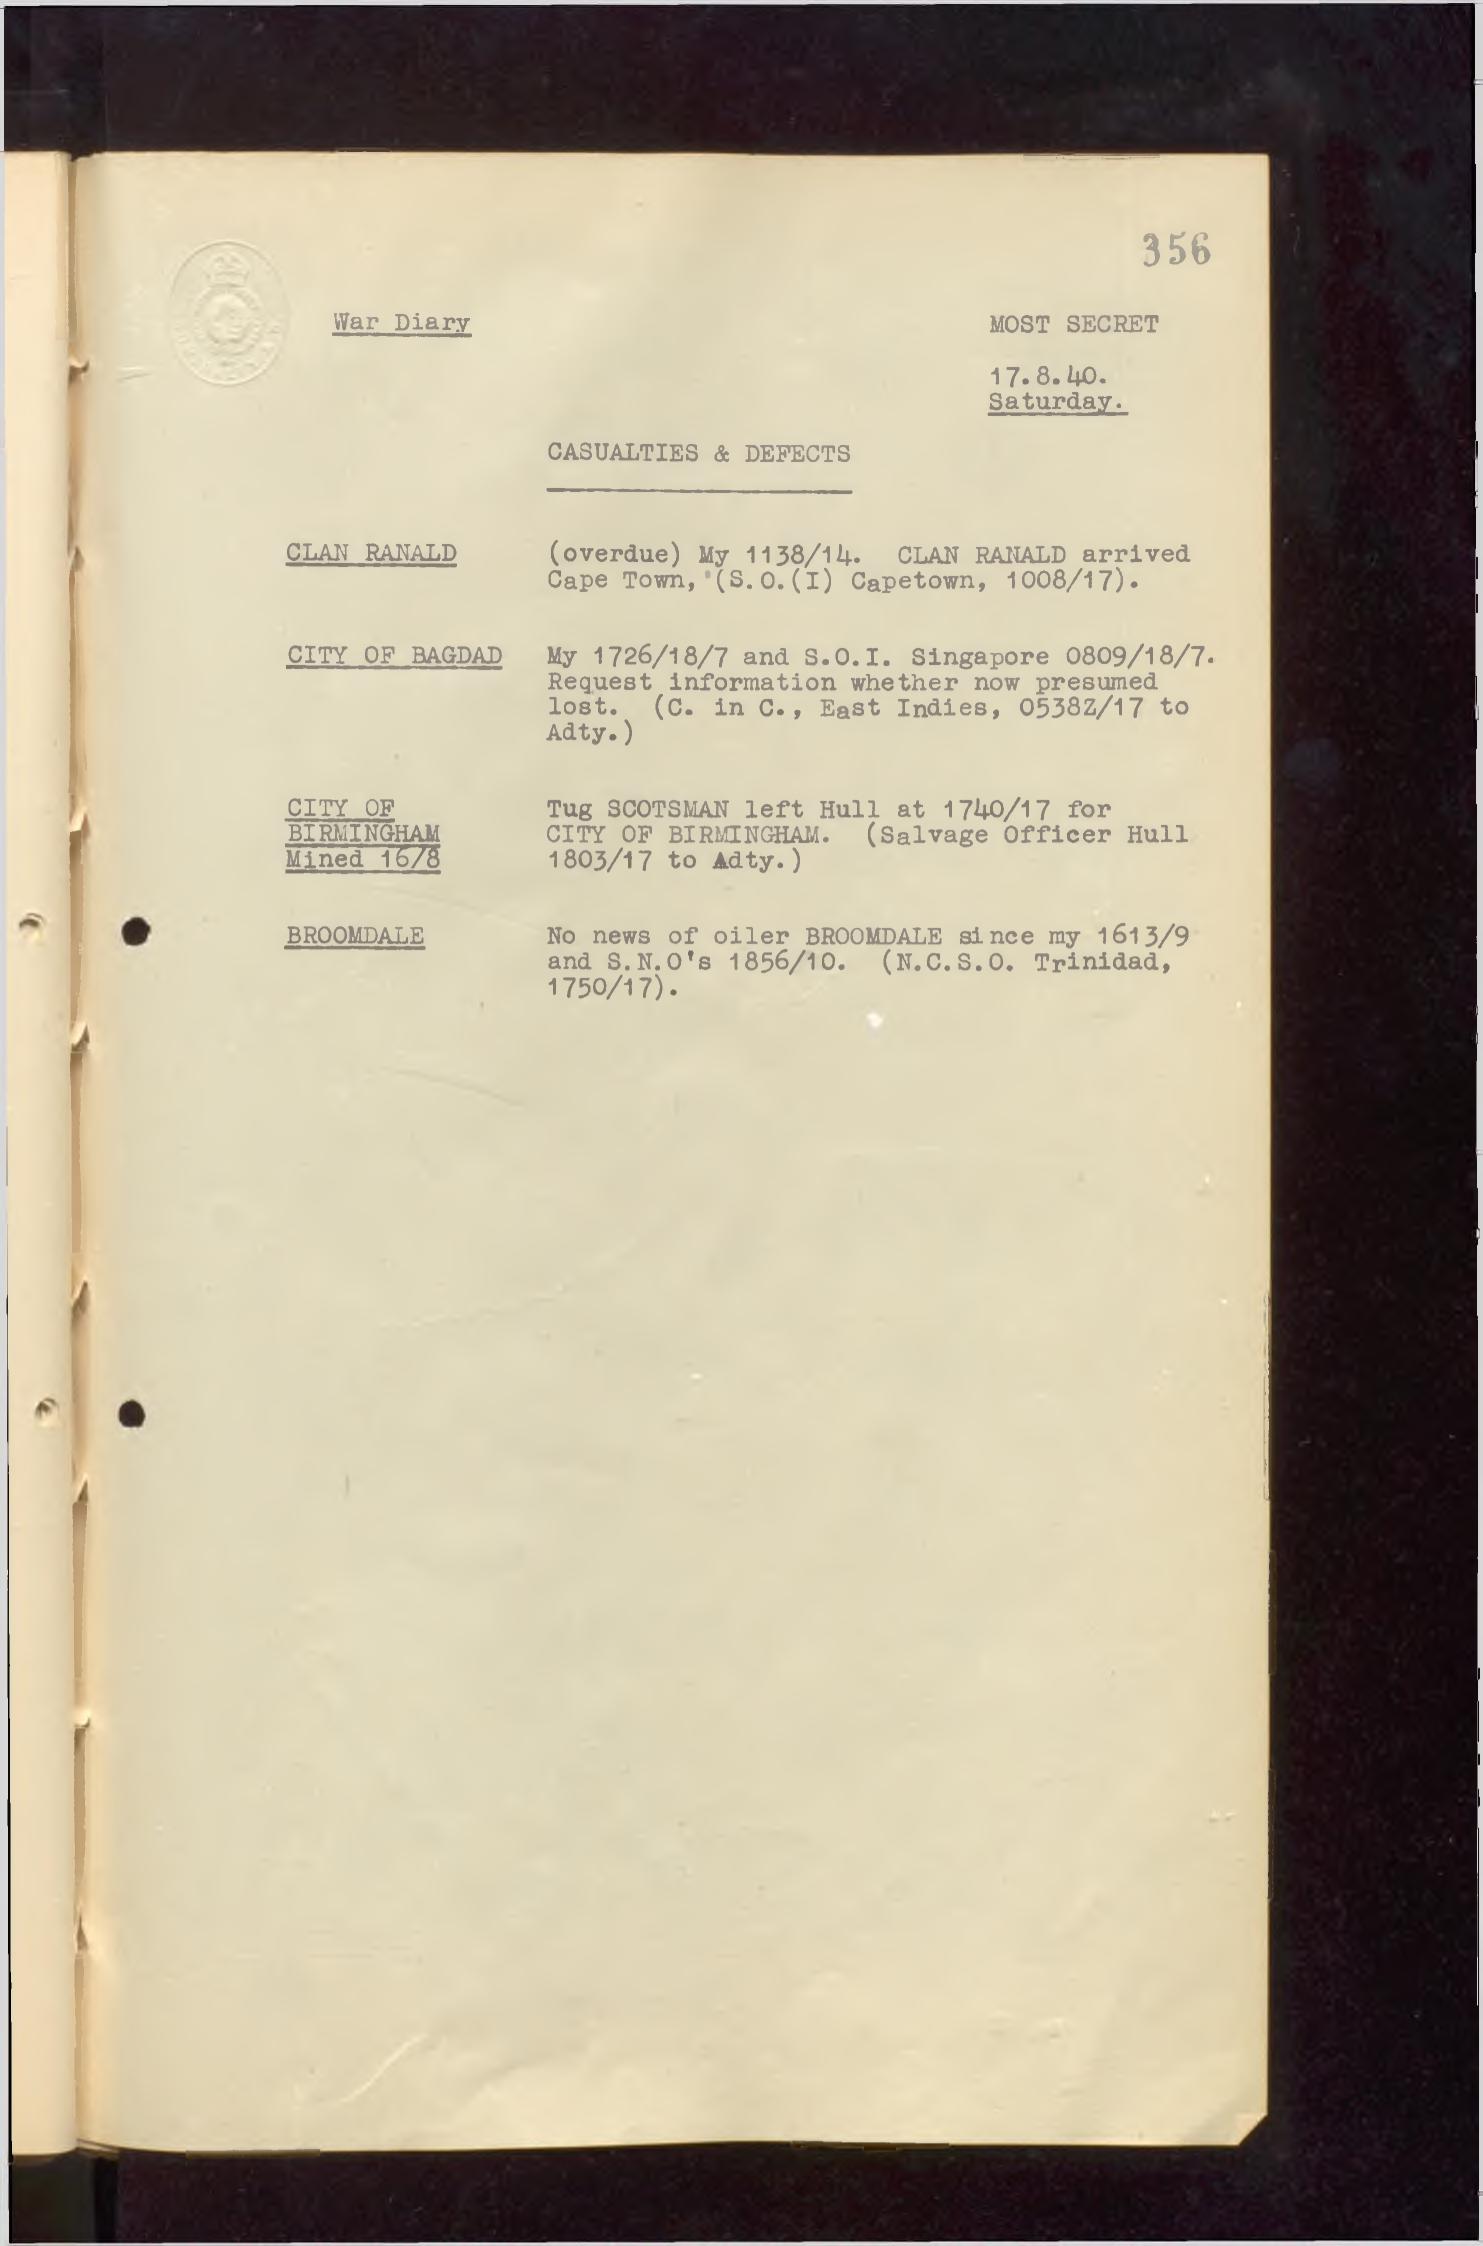 356
War Diary
MOST SECRET
17.8.40.
Saturday.
CASUALTIES & DEFECTS
CLAN RANALD
(overdue) My 1138/14. CLAN RANALD arrived
Cape Town, (S.O.(I) Capetown, 1008/17).
CITY OF BAGDAD
My 1726/18/7 and S.O.I. Singapore 0809/18/7.
Request information whether now presumed
lost. (C. in C., East Indies, 0538Z/17 to
Adty.)
CITY OF
BIRMINGHAM
Mined 16/8
Tug SCOTSMAN left Hull at 1740/17 for
CITY OF BIRMINGHAM. (Salvage Officer Hull
1803/17 to Adty.)
BROOMDALE
No news of oiler BROOMDALE since my 1613/9
and S.N.O's 1856/10. (N.C.S.O. Trinidad,
1750/17).